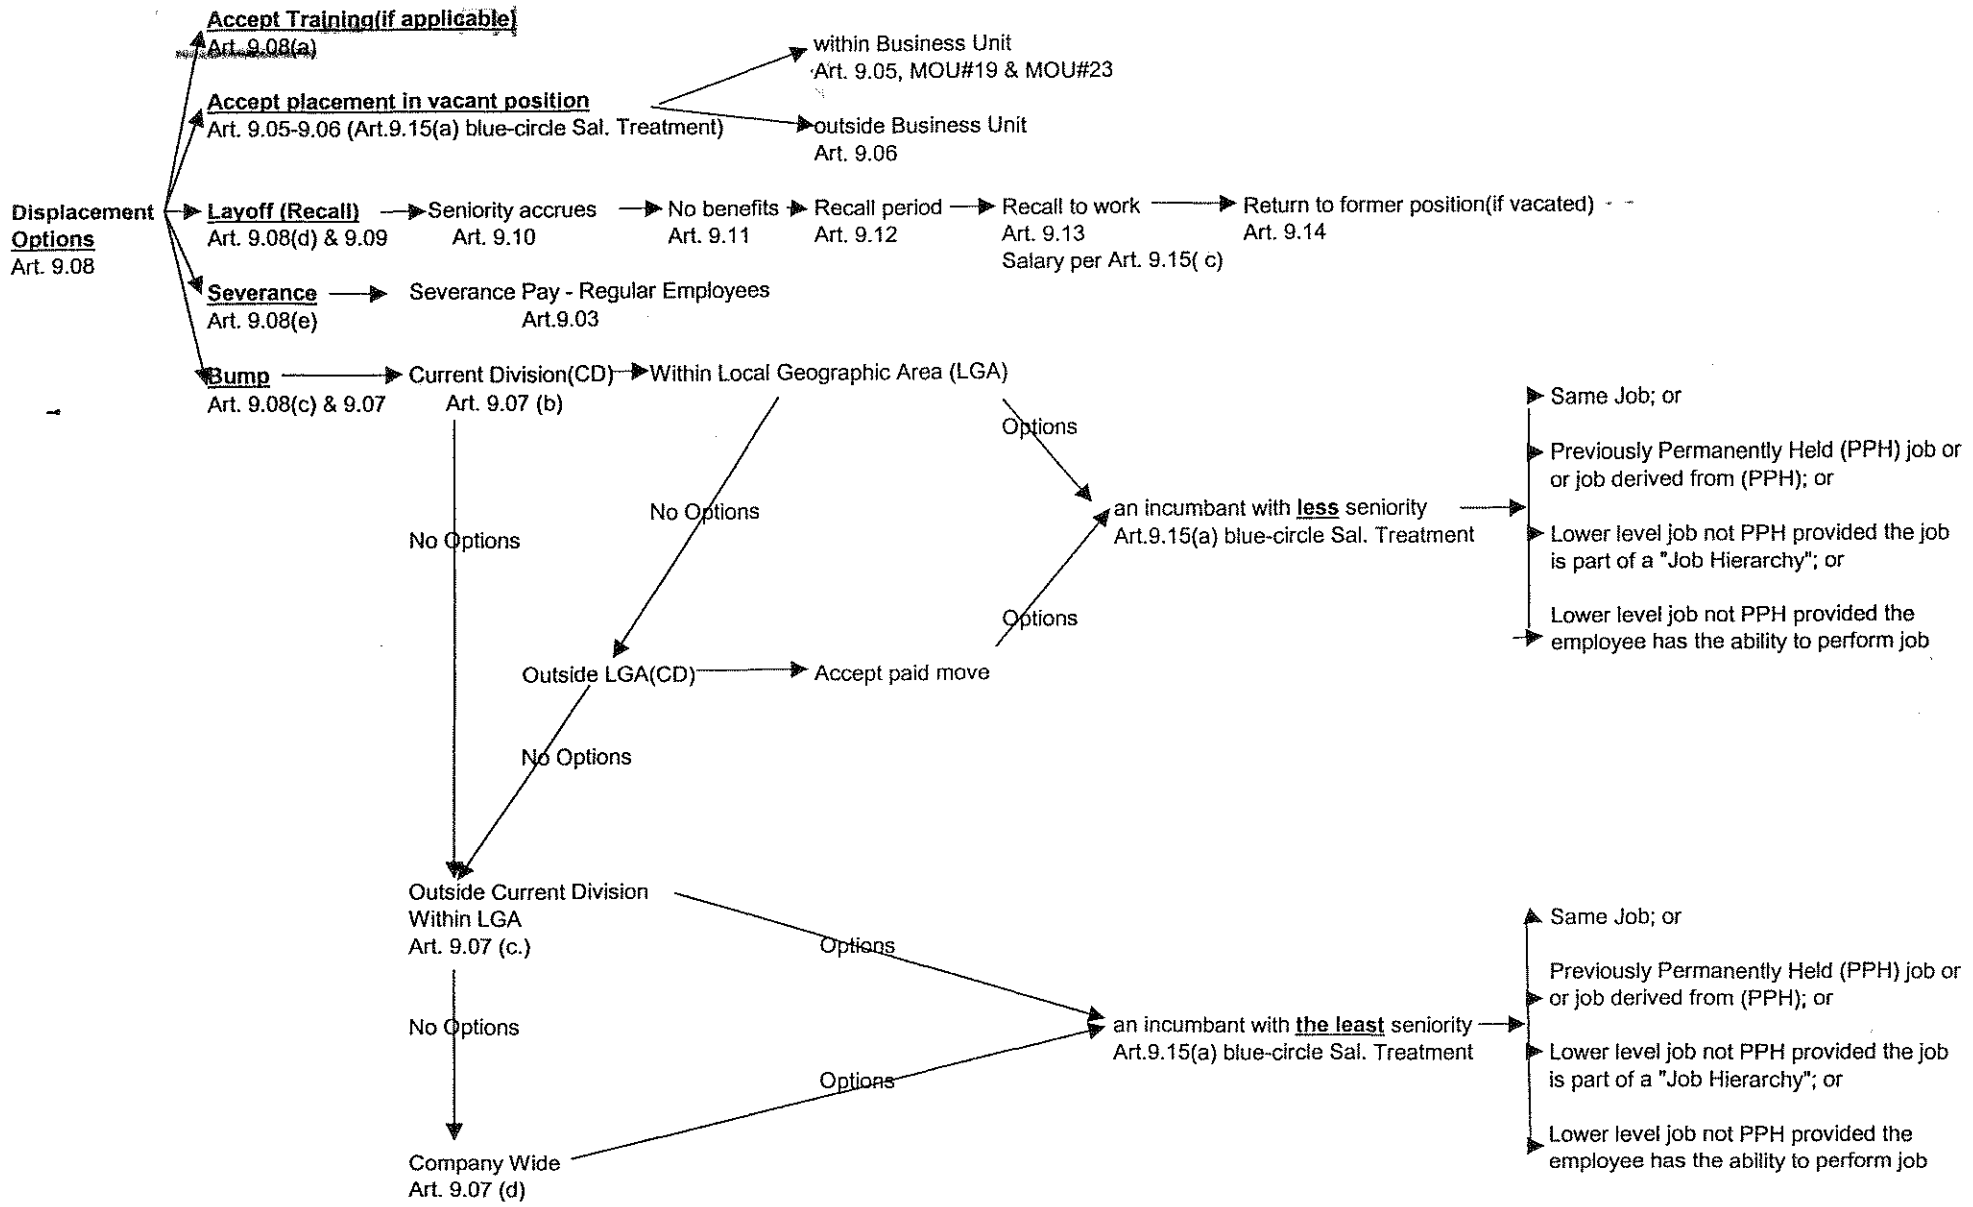 Accept Training(if applicable)
Art. 9.08(a)
within Business Unit
Art. 9.05, MOU#19 & MOU#23
Accept placement in vacant position
Art. 9.05-9.06 (Art.9.15(a) blue-circle Sal. Treatment)
outside Business Unit
Art. 9.06
Displacement
Options
Art. 9.08
Layoff (Recall)
Art. 9.08(d) & 9.09
Seniority accrues
Art. 9.10
No benefits
Art. 9.11
Recall period
Art. 9.12
Recall to work
Art. 9.13
Salary per Art. 9.15( c)
Return to former position(if vacated)
Art. 9.14
Severance
Art. 9.08(e)
Severance Pay - Regular Employees
Art.9.03
Bump
Art. 9.08(c) & 9.07
Current Division(CD)
Art. 9.07 (b)
Within Local Geographic Area (LGA)
Options
No Options
No Options
an incumbant with less seniority
Art.9.15(a) blue-circle Sal. Treatment
Same Job; or
Previously Permanently Held (PPH) job or
or job derived from (PPH); or
Lower level job not PPH provided the job
is part of a "Job Hierarchy"; or
Lower level job not PPH provided the
employee has the ability to perform job
Options
Outside LGA(CD)
Accept paid move
No Options
Outside Current Division
Within LGA
Art. 9.07 (c.)
Options
No Options
an incumbant with the least seniority
Art.9.15(a) blue-circle Sal. Treatment
Same Job; or
Previously Permanently Held (PPH) job or
or job derived from (PPH); or
Lower level job not PPH provided the job
is part of a "Job Hierarchy"; or
Lower level job not PPH provided the
employee has the ability to perform job
Options
Company Wide
Art. 9.07 (d)